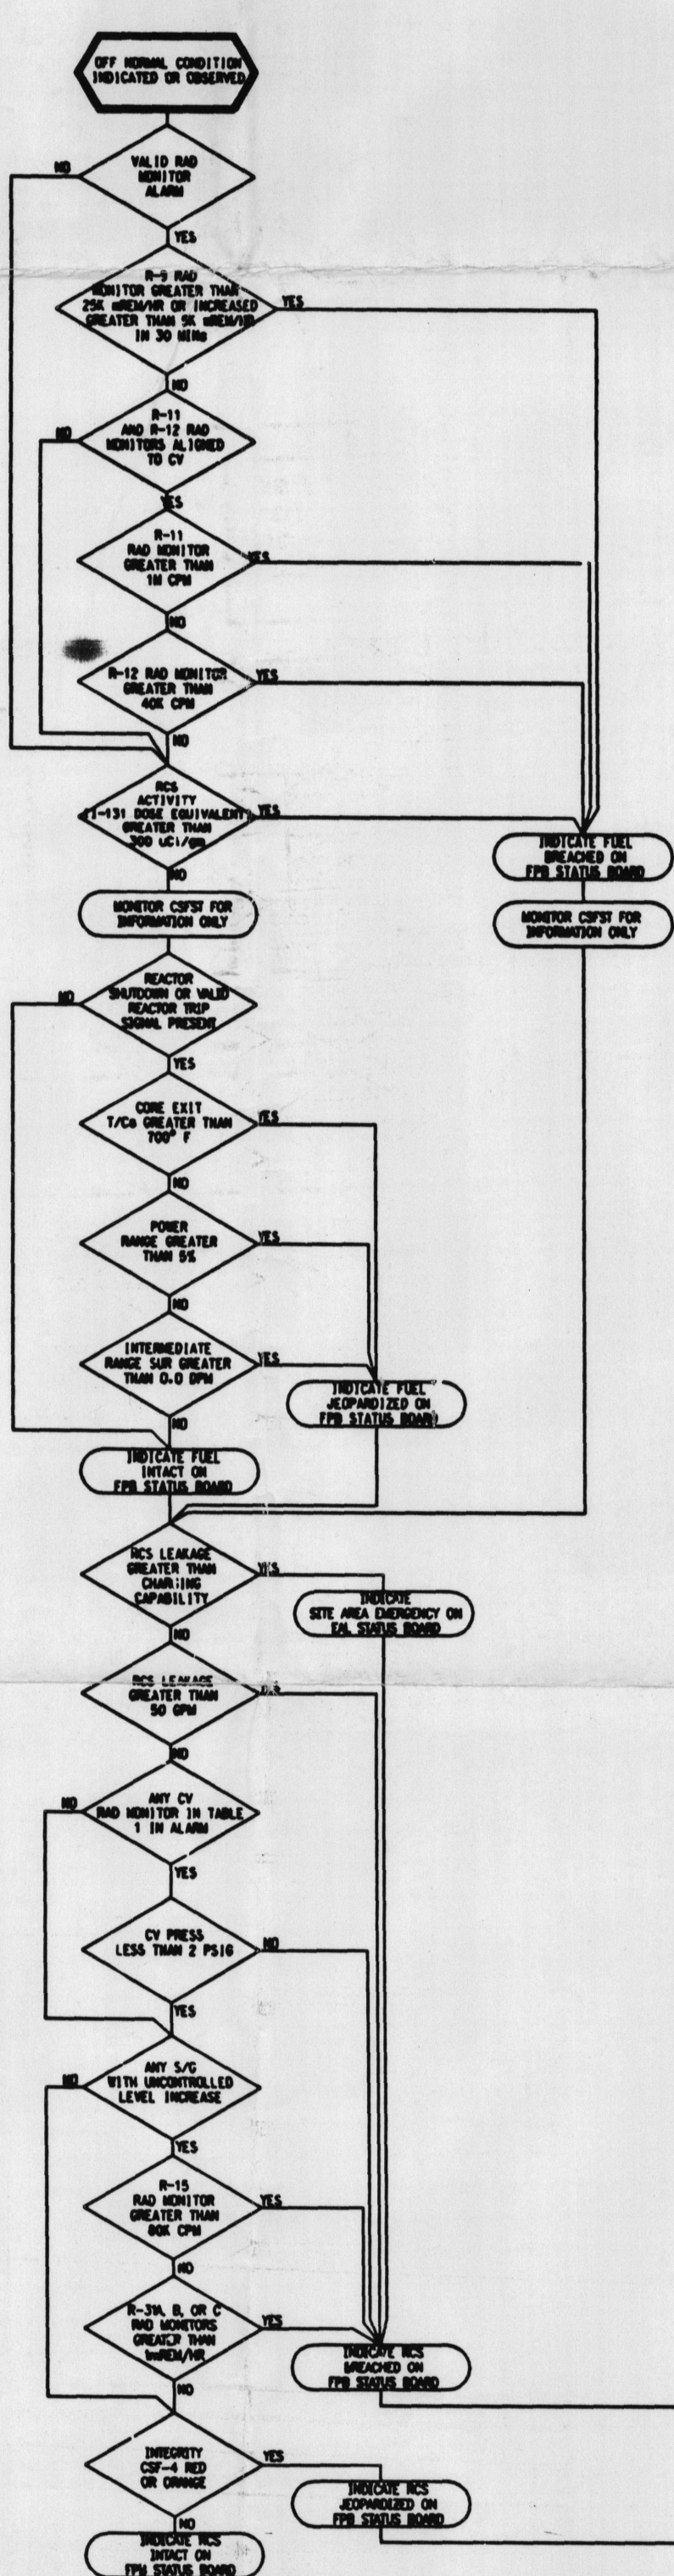 OFF NORMAL CONDITION
INDICATED OR OBSERVED
VALID RAD
MONITOR
ALARM
NO
YES
R-9 RAD
MONITOR GREATER THAN
25K mREM/HR OR INCREASED
GREATER THAN 5K mREM/HR
IN 30 MINs
YES
NO
R-11
AND R-12 RAD
MONITORS ALIGNED
TO CV
NO
YES
R-11
RAD MONITOR
GREATER THAN
1M CPM
YES
NO
R-12 RAD MONITOR
GREATER THAN
40K CPM
YES
NO
RCS
ACTIVITY
(I-131 DOSE EQUIVALENT)
GREATER THAN
300 uCi/gm
YES
NO
INDICATE FUEL
BREACHED ON
FPB STATUS BOARD
MONITOR CSFST FOR
INFORMATION ONLY
MONITOR CSFST FOR
INFORMATION ONLY
REACTOR
SHUTDOWN OR VALID
REACTOR TRIP
SIGNAL PRESENT
NO
YES
CORE EXIT
T/Cs GREATER THAN
700° F
YES
NO
POWER
RANGE GREATER
THAN 5%
YES
NO
INTERMEDIATE
RANGE SUR GREATER
THAN 0.0 DPM
YES
NO
INDICATE FUEL
JEOPARDIZED ON
FPB STATUS BOARD
INDICATE FUEL
INTACT ON
FPB STATUS BOARD
RCS LEAKAGE
GREATER THAN
CHARGING
CAPABILITY
YES
NO
INDICATE
SITE AREA EMERGENCY ON
EAL STATUS BOARD
RCS LEAKAGE
GREATER THAN
50 GPM
NO
ANY CV
RAD MONITOR IN TABLE
1 IN ALARM
NO
YES
CV PRESS
LESS THAN 2 PSIG
NO
YES
ANY S/G
WITH UNCONTROLLED
LEVEL INCREASE
NO
YES
R-15
RAD MONITOR
GREATER THAN
80K CPM
YES
NO
R-31A, B, OR C
RAD MONITORS
GREATER THAN
1mREM/HR
YES
NO
INDICATE RCS
BREACHED ON
FPB STATUS BOARD
INTEGRITY
CSF-4 RED
OR ORANGE
YES
NO
INDICATE RCS
JEOPARDIZED ON
FPB STATUS BOARD
INDICATE RCS
INTACT ON
FPB STATUS BOARD